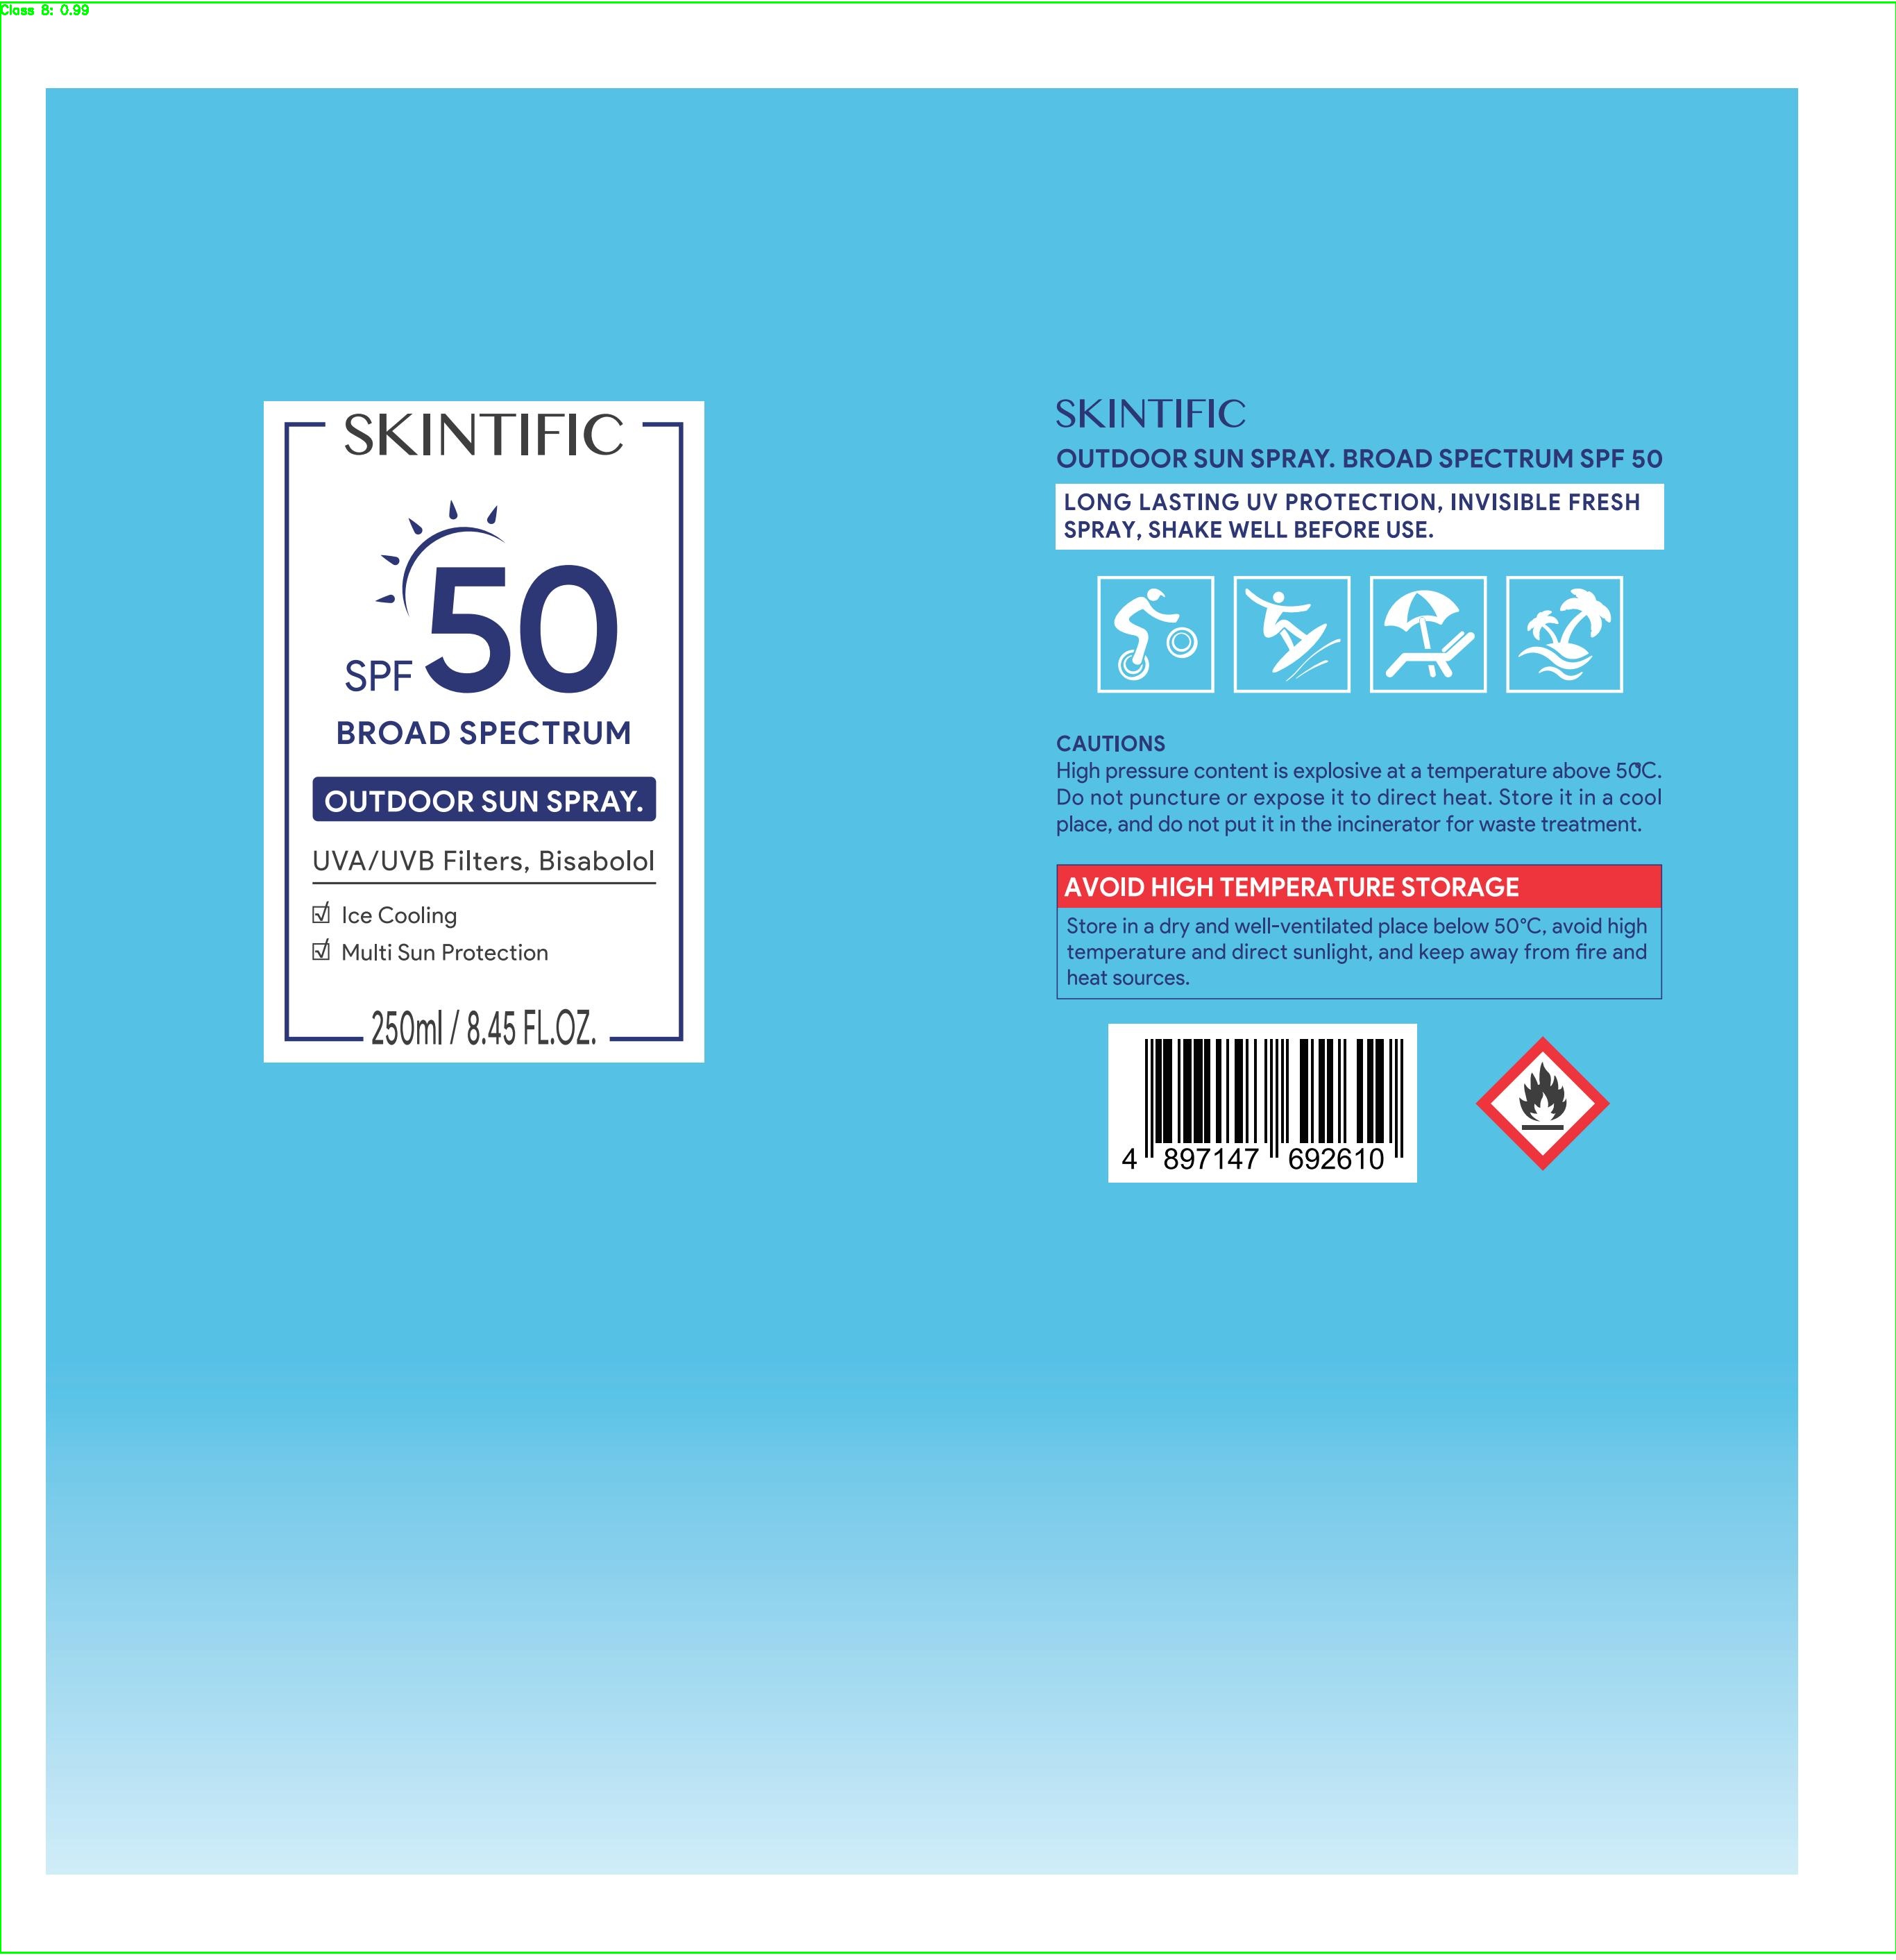 Class 8: 0.99
SKINTIFIC
SPF 50
BROAD SPECTRUM
OUTDOOR SUN SPRAY.
UVA/UVB Filters, Bisabolol
Ice Cooling
Multi Sun Protection
250ml / 8.45 FL.OZ.
SKINTIFIC
OUTDOOR SUN SPRAY. BROAD SPECTRUM SPF 50
LONG LASTING UV PROTECTION, INVISIBLE FRESH
SPRAY, SHAKE WELL BEFORE USE.
CAUTIONS
High pressure content is explosive at a temperature above 50°C.
Do not puncture or expose it to direct heat. Store it in a cool
place, and do not put it in the incinerator for waste treatment.
AVOID HIGH TEMPERATURE STORAGE
Store in a dry and well-ventilated place below 50°C, avoid high
temperature and direct sunlight, and keep away from fire and
heat sources.
4 897147 692610